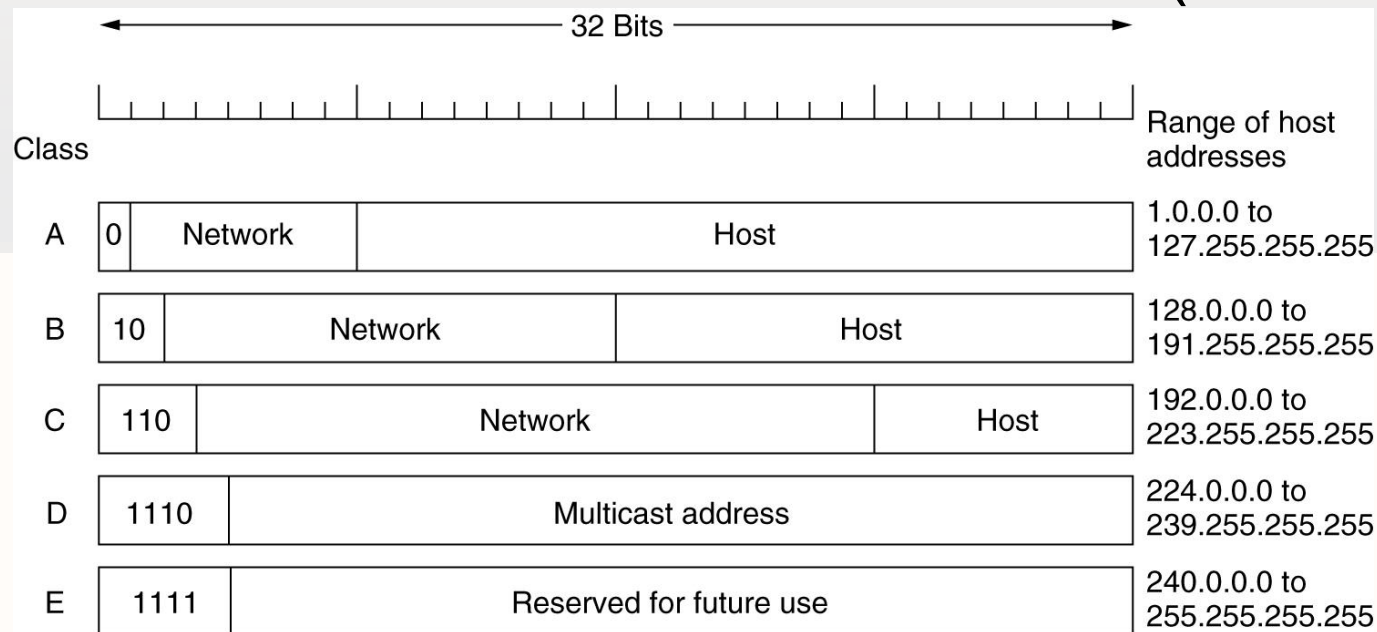 32 Bits
Class
Range of host
addresses
A 0 Network Host 1.0.0.0 to
127.255.255.255
B 10 Network Host 128.0.0.0 to
191.255.255.255
C 110 Network Host 192.0.0.0 to
223.255.255.255
D 1110 Multicast address 224.0.0.0 to
239.255.255.255
E 1111 Reserved for future use 240.0.0.0 to
255.255.255.255